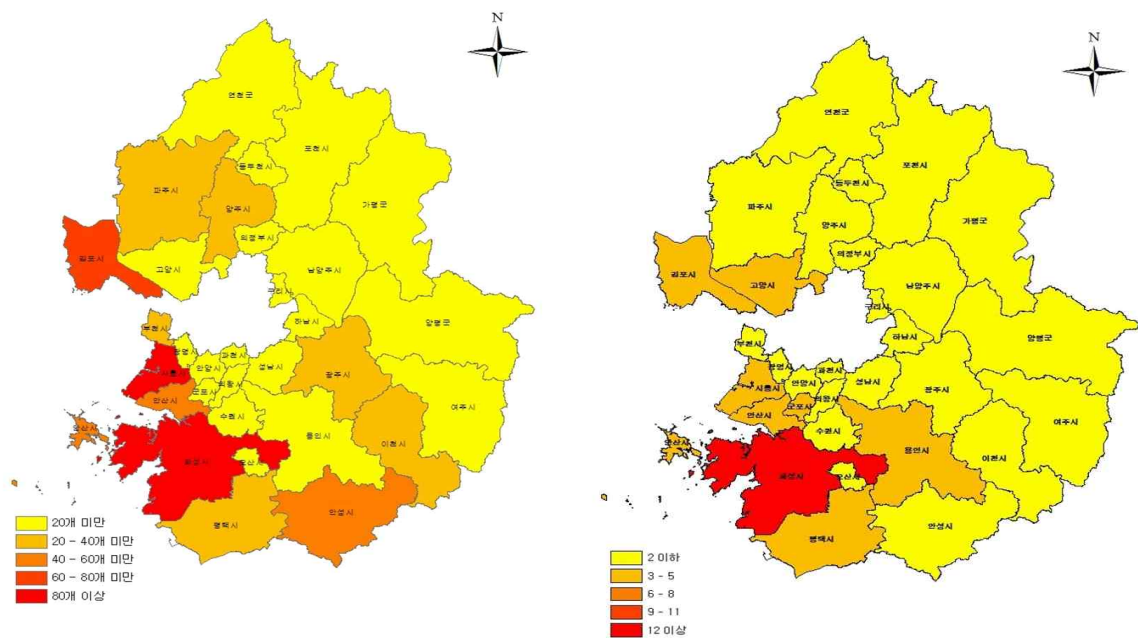 N
연천군
포천시
동두천시
파주시
양주시
가평군
의정부시
김포시
고양시
남양주시
구리시
하남시
양평군
부천시
광명시
안양시
과천시
성남시
광주시
군포시
의왕시
안산시
수원시
여주시
용인시
이천시
오산시
화성시
평택시
안성시
20개 미만
20 - 40개 미만
40 - 60개 미만
60 - 80개 미만
80개 이상
N
연천군
포천시
동두천시
파주시
양주시
가평군
의정부시
김포시
고양시
남양주시
구리시
하남시
양평군
부천시
광명시
안양시
과천시
성남시
광주시
시흥시
군포시
의왕시
안산시
수원시
여주시
용인시
이천시
오산시
화성시
평택시
안성시
2 이하
3 - 5
6 - 8
9 - 11
12 이상